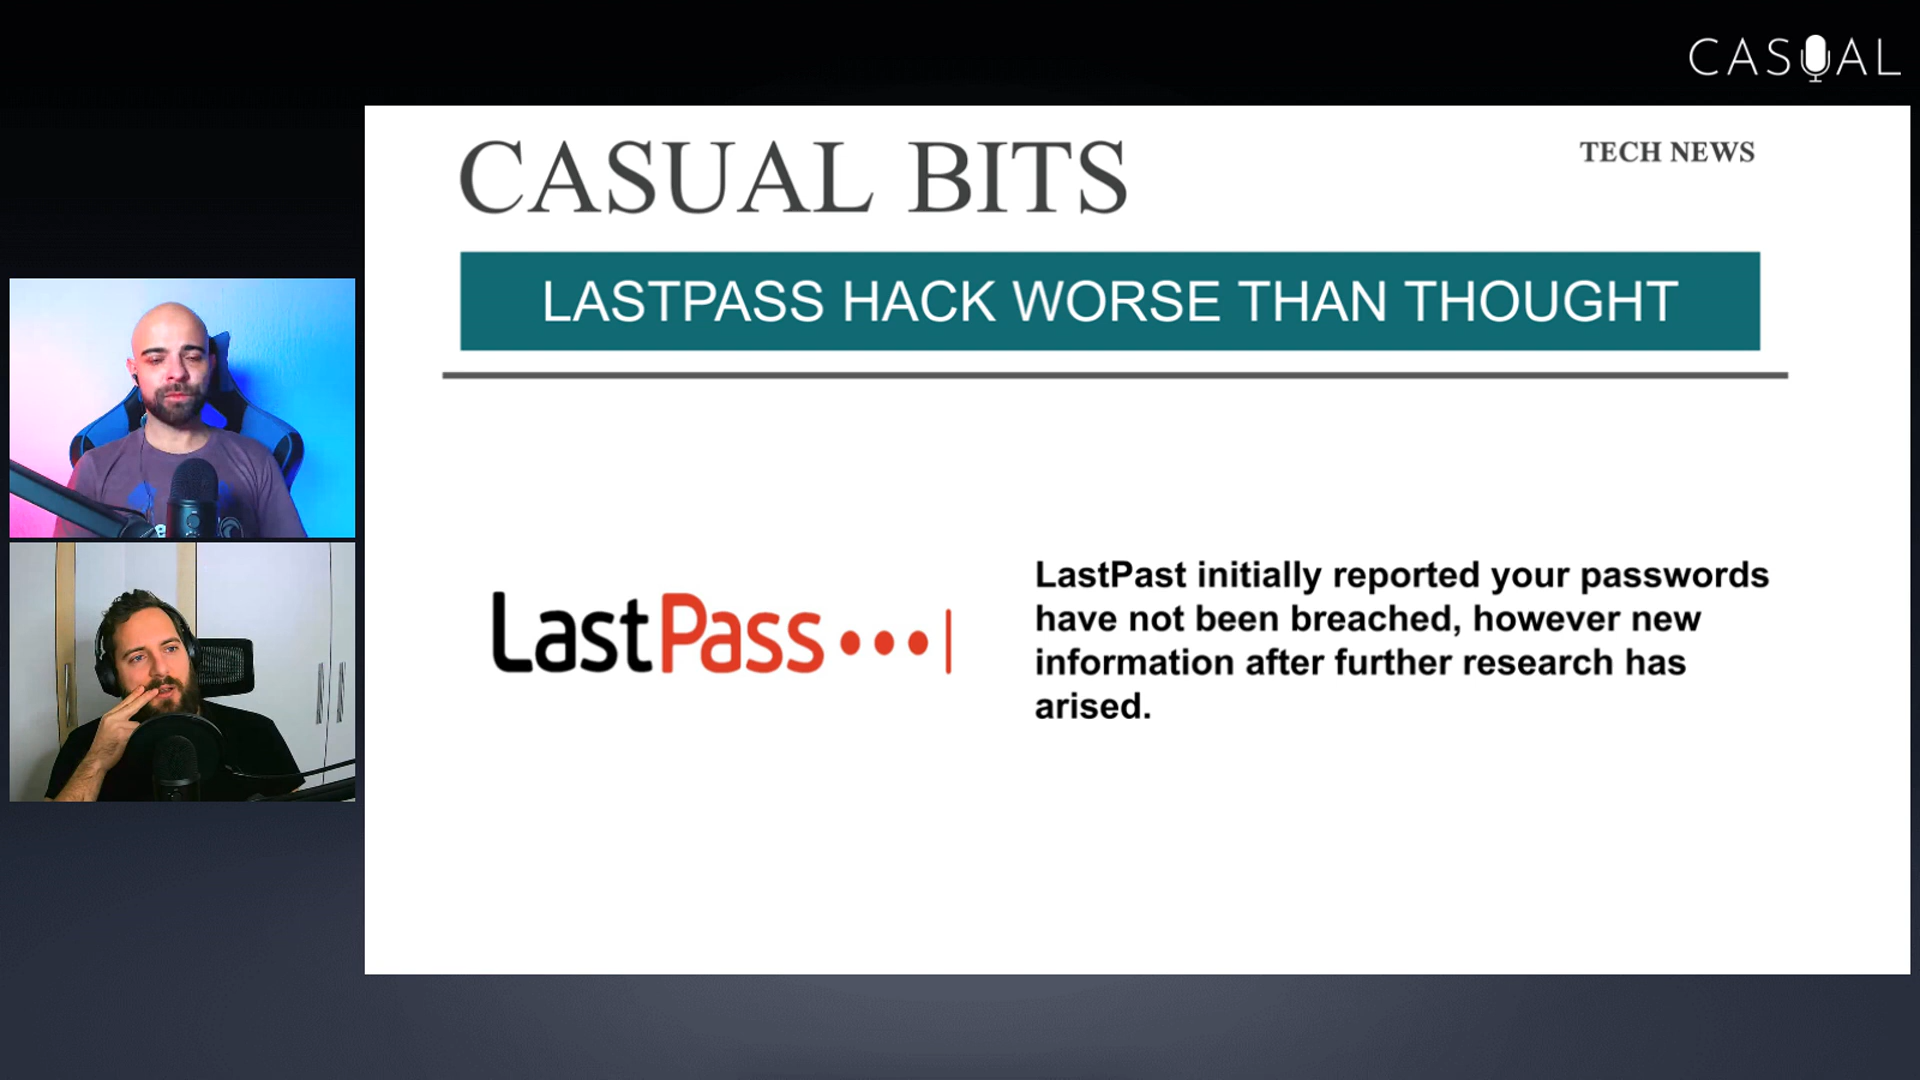 CASUAL
CASUAL BITS
TECH NEWS
LASTPASS HACK WORSE THAN THOUGHT
LastPass
LastPast initially reported your passwords
have not been breached, however new
information after further research has
arised.